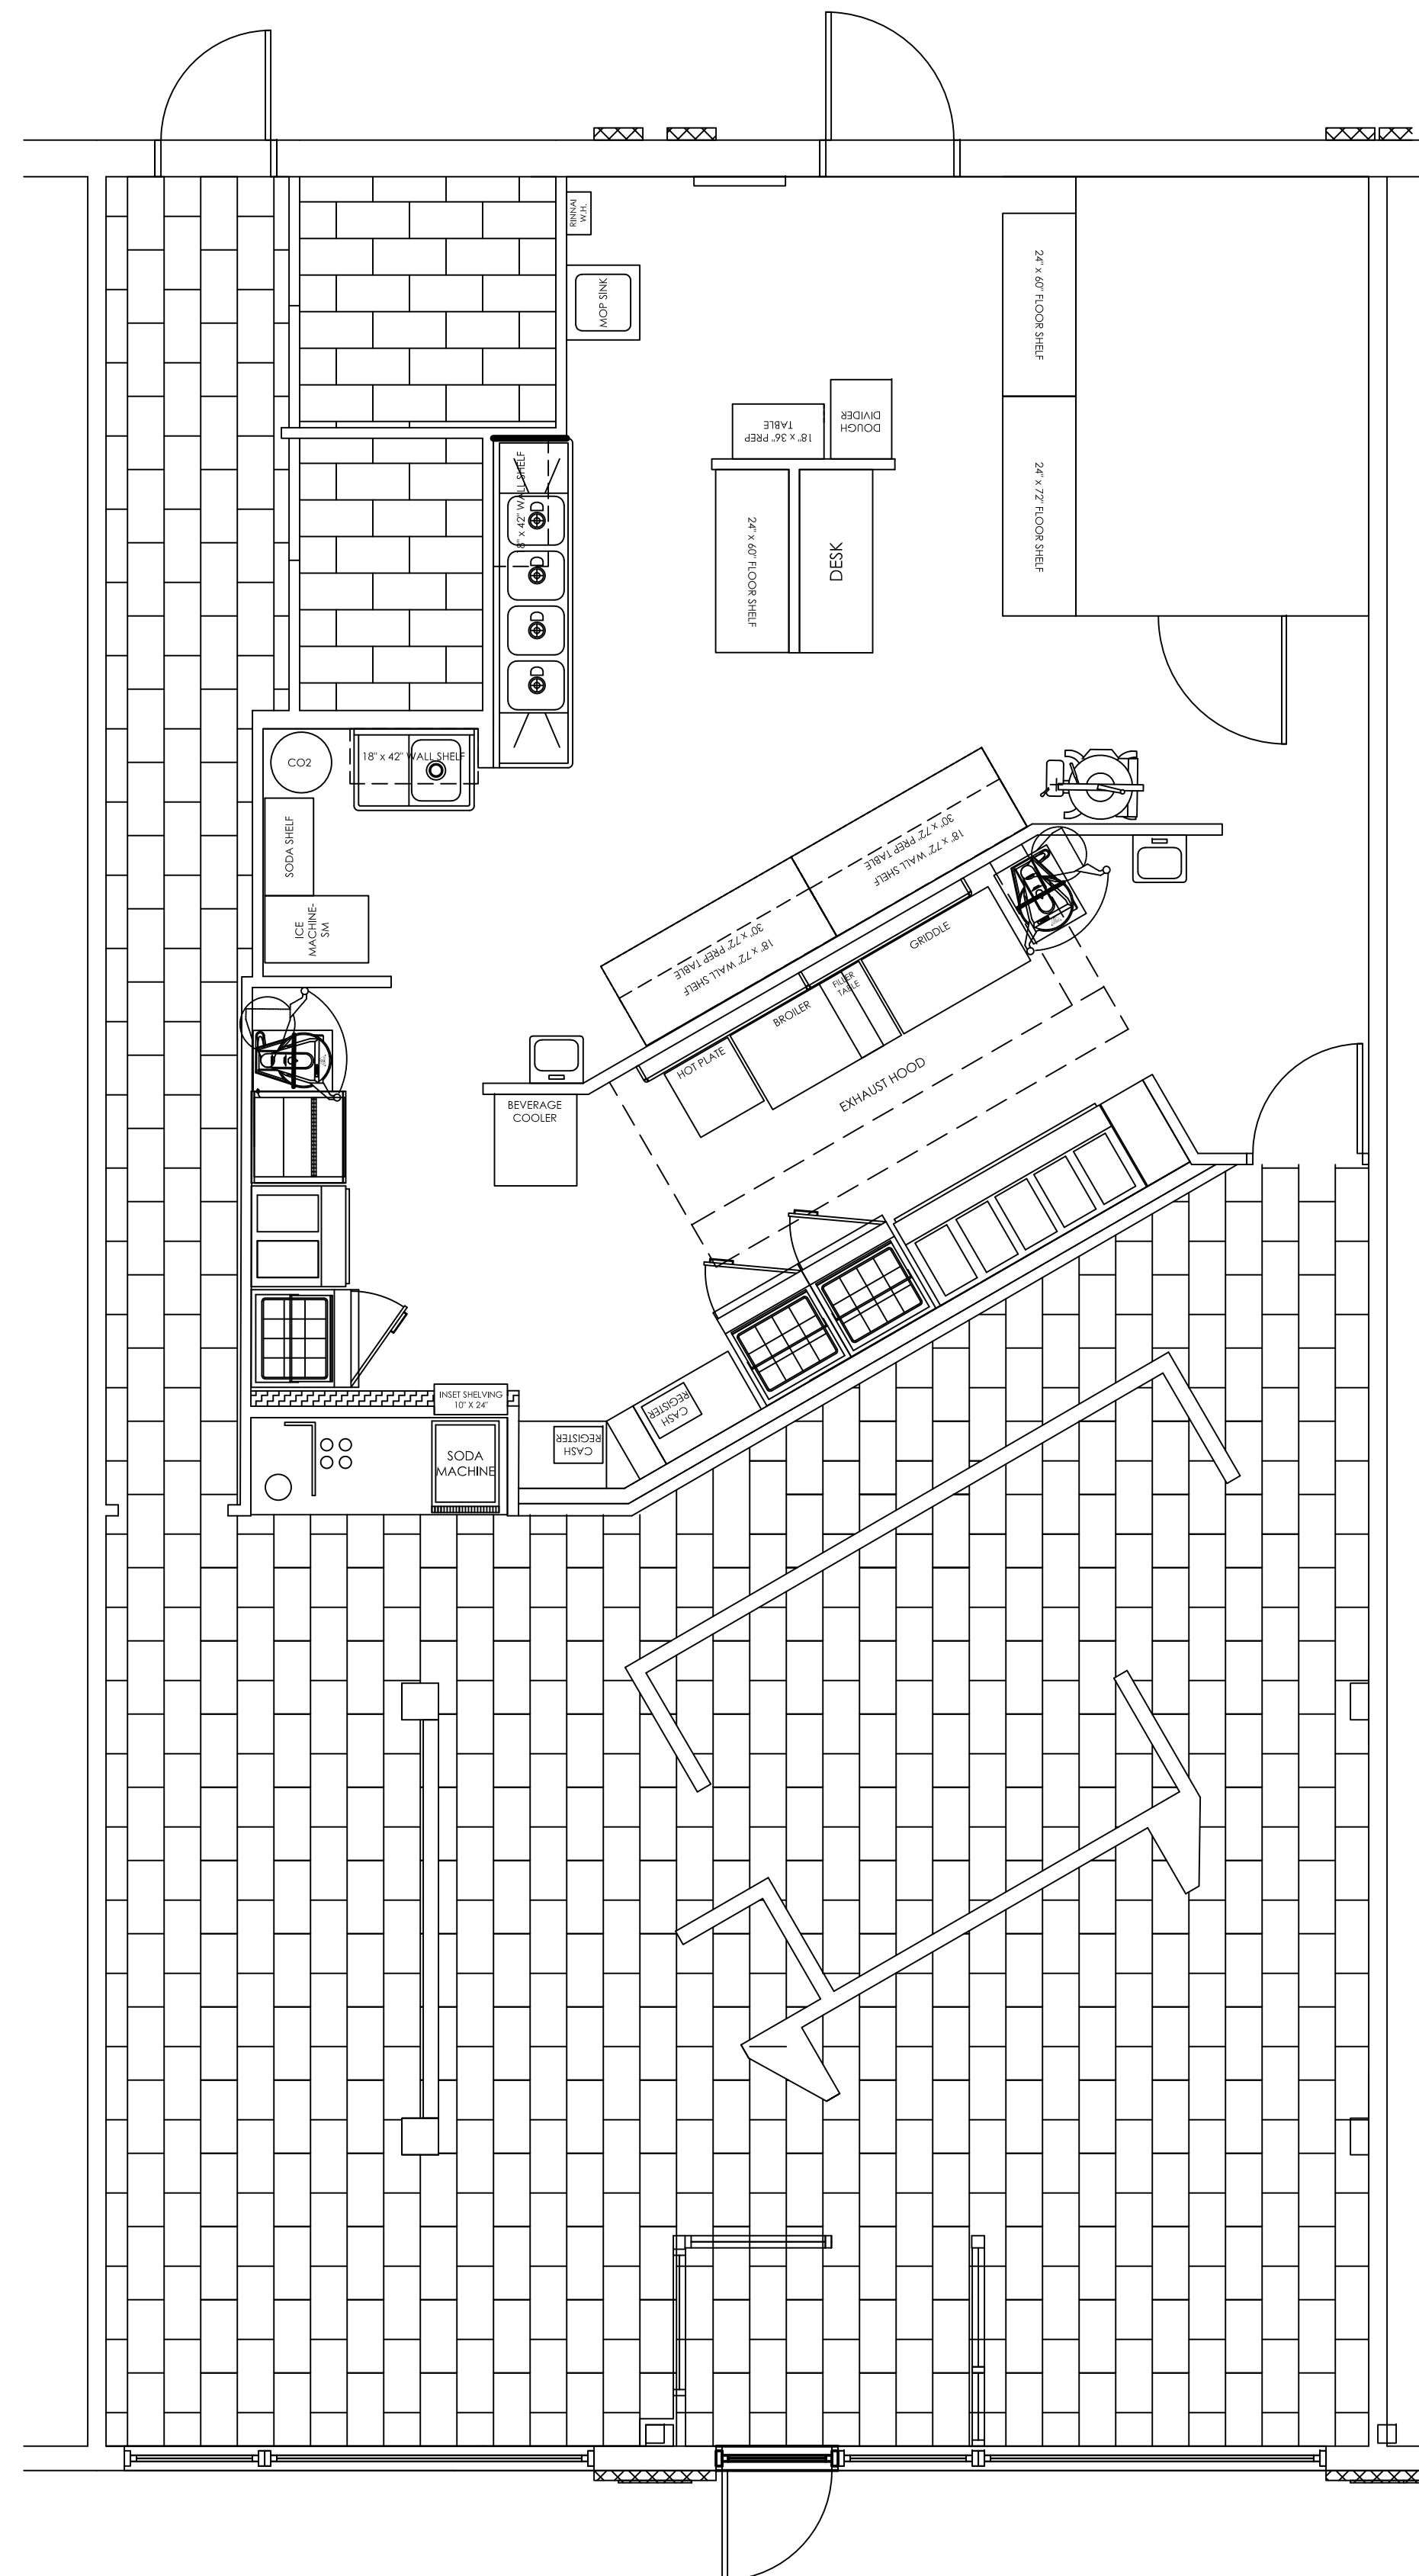 RINNAI
W.H.
MOP SINK
24" x 60" FLOOR SHELF
DOUGH
DIVIDER
18" x 36" PREP
TABLE
24" x 72" FLOOR SHELF
8" x 42" WALL SHELF
24" x 60" FLOOR SHELF
DESK
18" x 42" WALL SHELF
CO2
SODA SHELF
ICE
MACHINE-
SM
30" x 72" PREP TABLE
18" x 72" WALL SHELF
30" x 72" PREP TABLE
18" x 72" WALL SHELF
GRIDDLE
FILLER
TABLE
BROILER
HOT PLATE
EXHAUST HOOD
BEVERAGE
COOLER
INSET SHELVING
10" X 24"
CASH
REGISTER
CASH
REGISTER
SODA
MACHINE